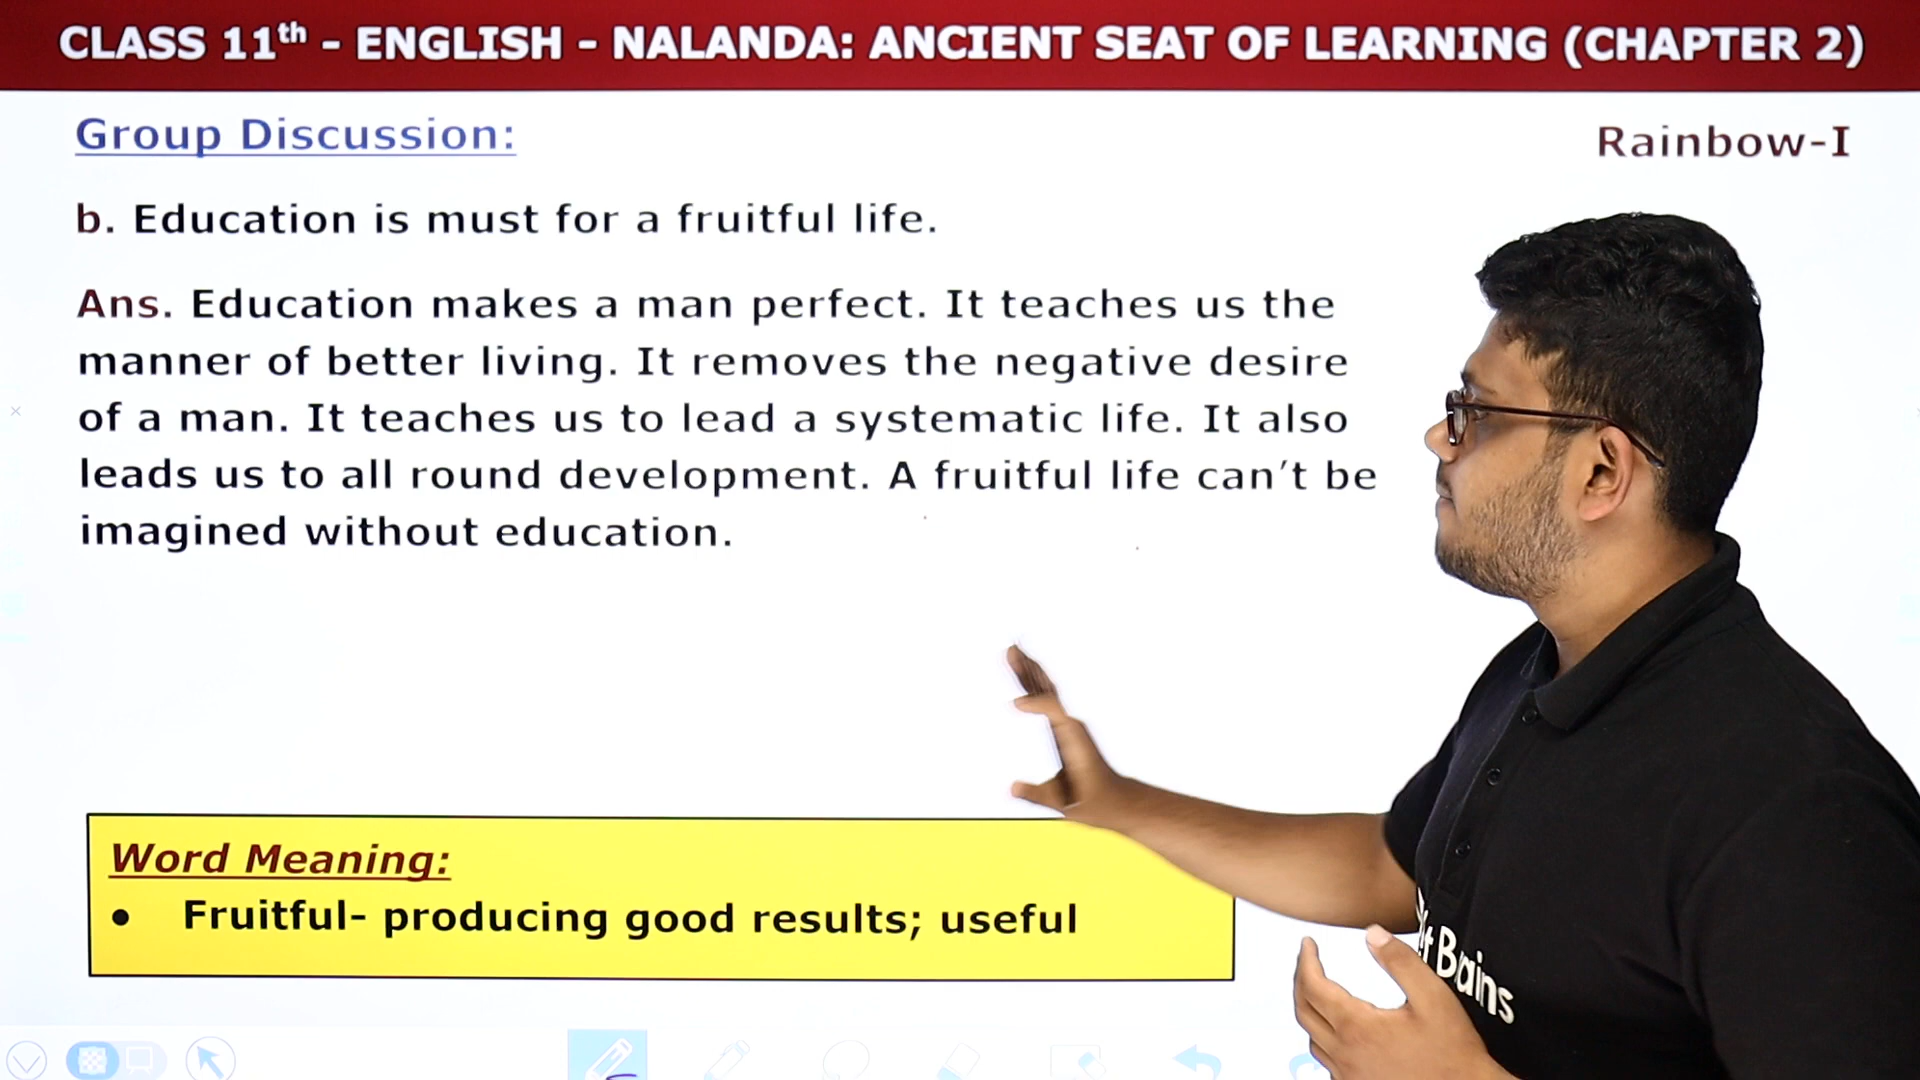 CLASS 11th - ENGLISH - NALANDA: ANCIENT SEAT OF LEARNING (CHAPTER 2)
Group Discussion:
Rainbow-I
b. Education is must for a fruitful life.
Ans. Education makes a man perfect. It teaches us the
manner of better living. It removes the negative desire
of a man. It teaches us to lead a systematic life. It also
leads us to all round development. A fruitful life can't be
imagined without education.
Word Meaning:
• Fruitful- producing good results; useful
Brains